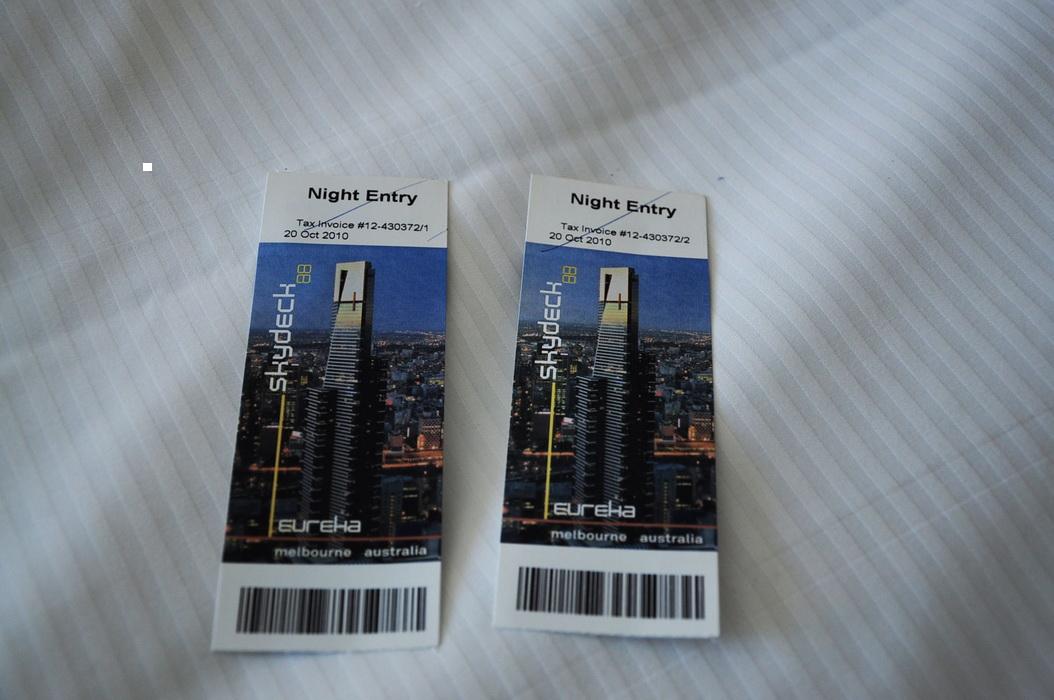 Night Entry
Tax Invoice #12-430372/1
20 Oct 2010
skydeck 88
eureka
melbourne australia
Night Entry
Tax Invoice #12-430372/2
20 Oct 2010
skydeck 88
eureka
melbourne australia